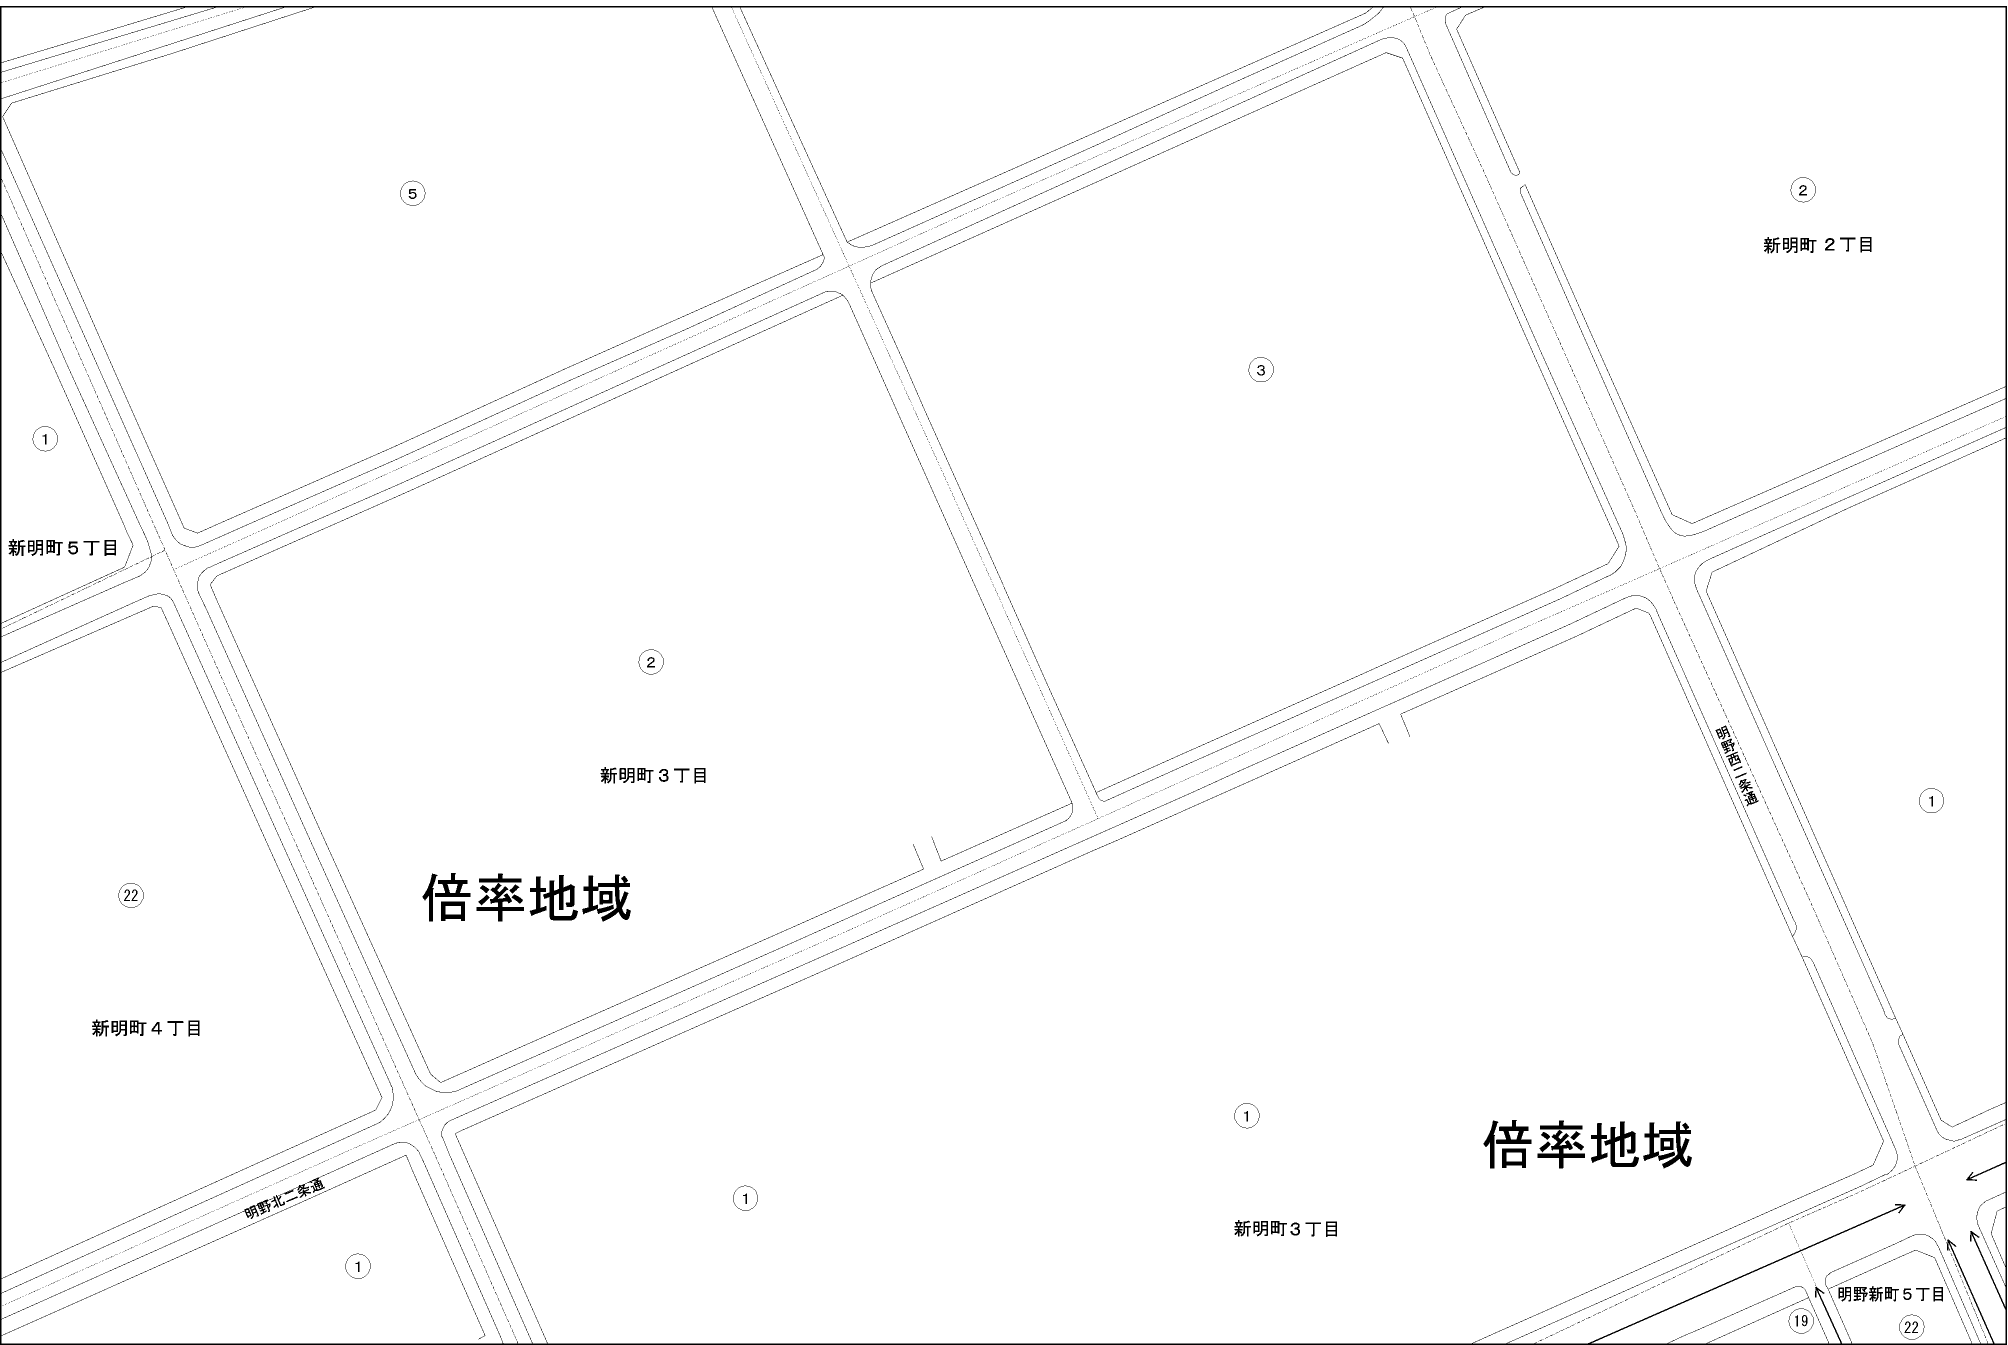 5
2
新明町２丁目
3
1
新明町５丁目
2
明野西二条通
新明町３丁目
1
22
倍率地域
新明町４丁目
1
倍率地域
1
明野北二条通
新明町３丁目
1
明野新町５丁目
19
22